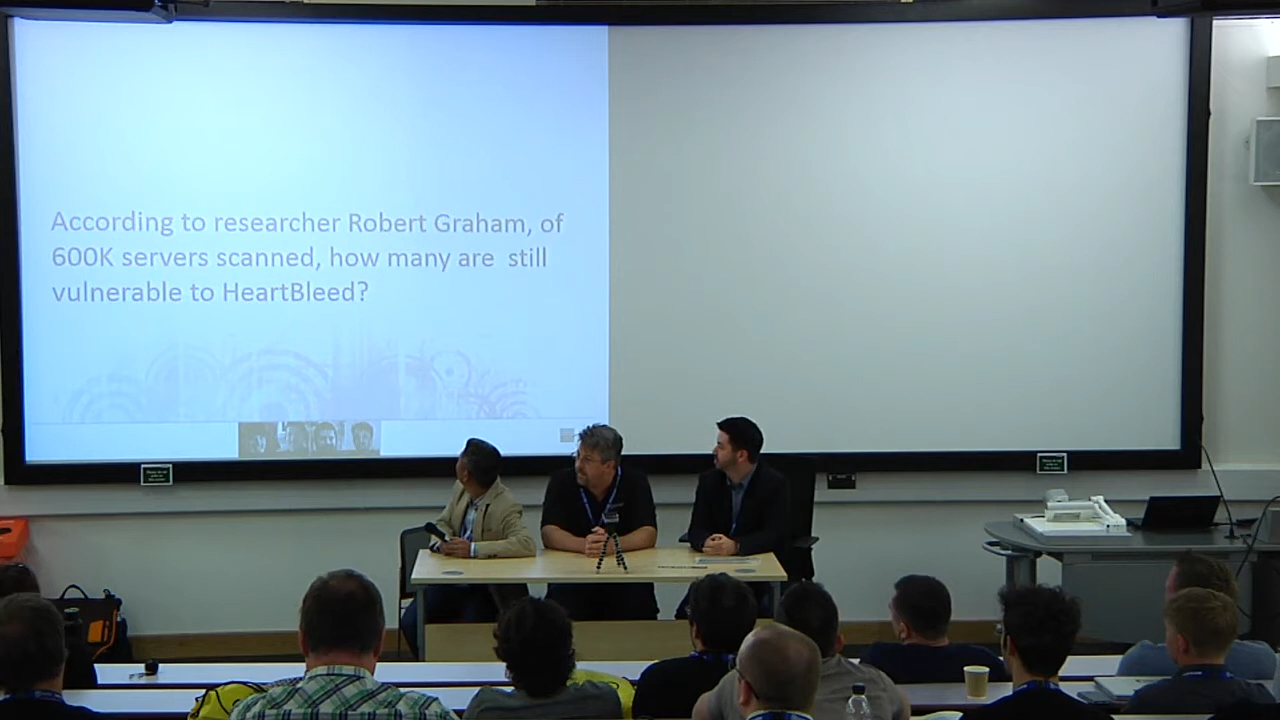 According to researcher Robert Graham, of
600K servers scanned, how many are still
vulnerable to HeartBleed?